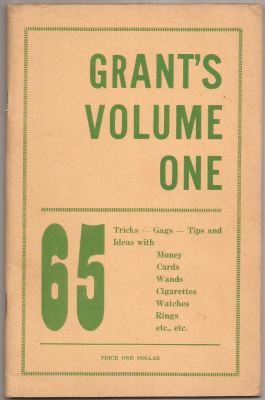 GRANT'S
VOLUME
ONE
65
Tricks — Gags — Tips and
Ideas with
Money
Cards
Wands
Cigarettes
Watches
Rings
etc., etc.
PRICE ONE DOLLAR